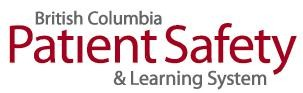 British Columbia
Patient Safety
& Learning System